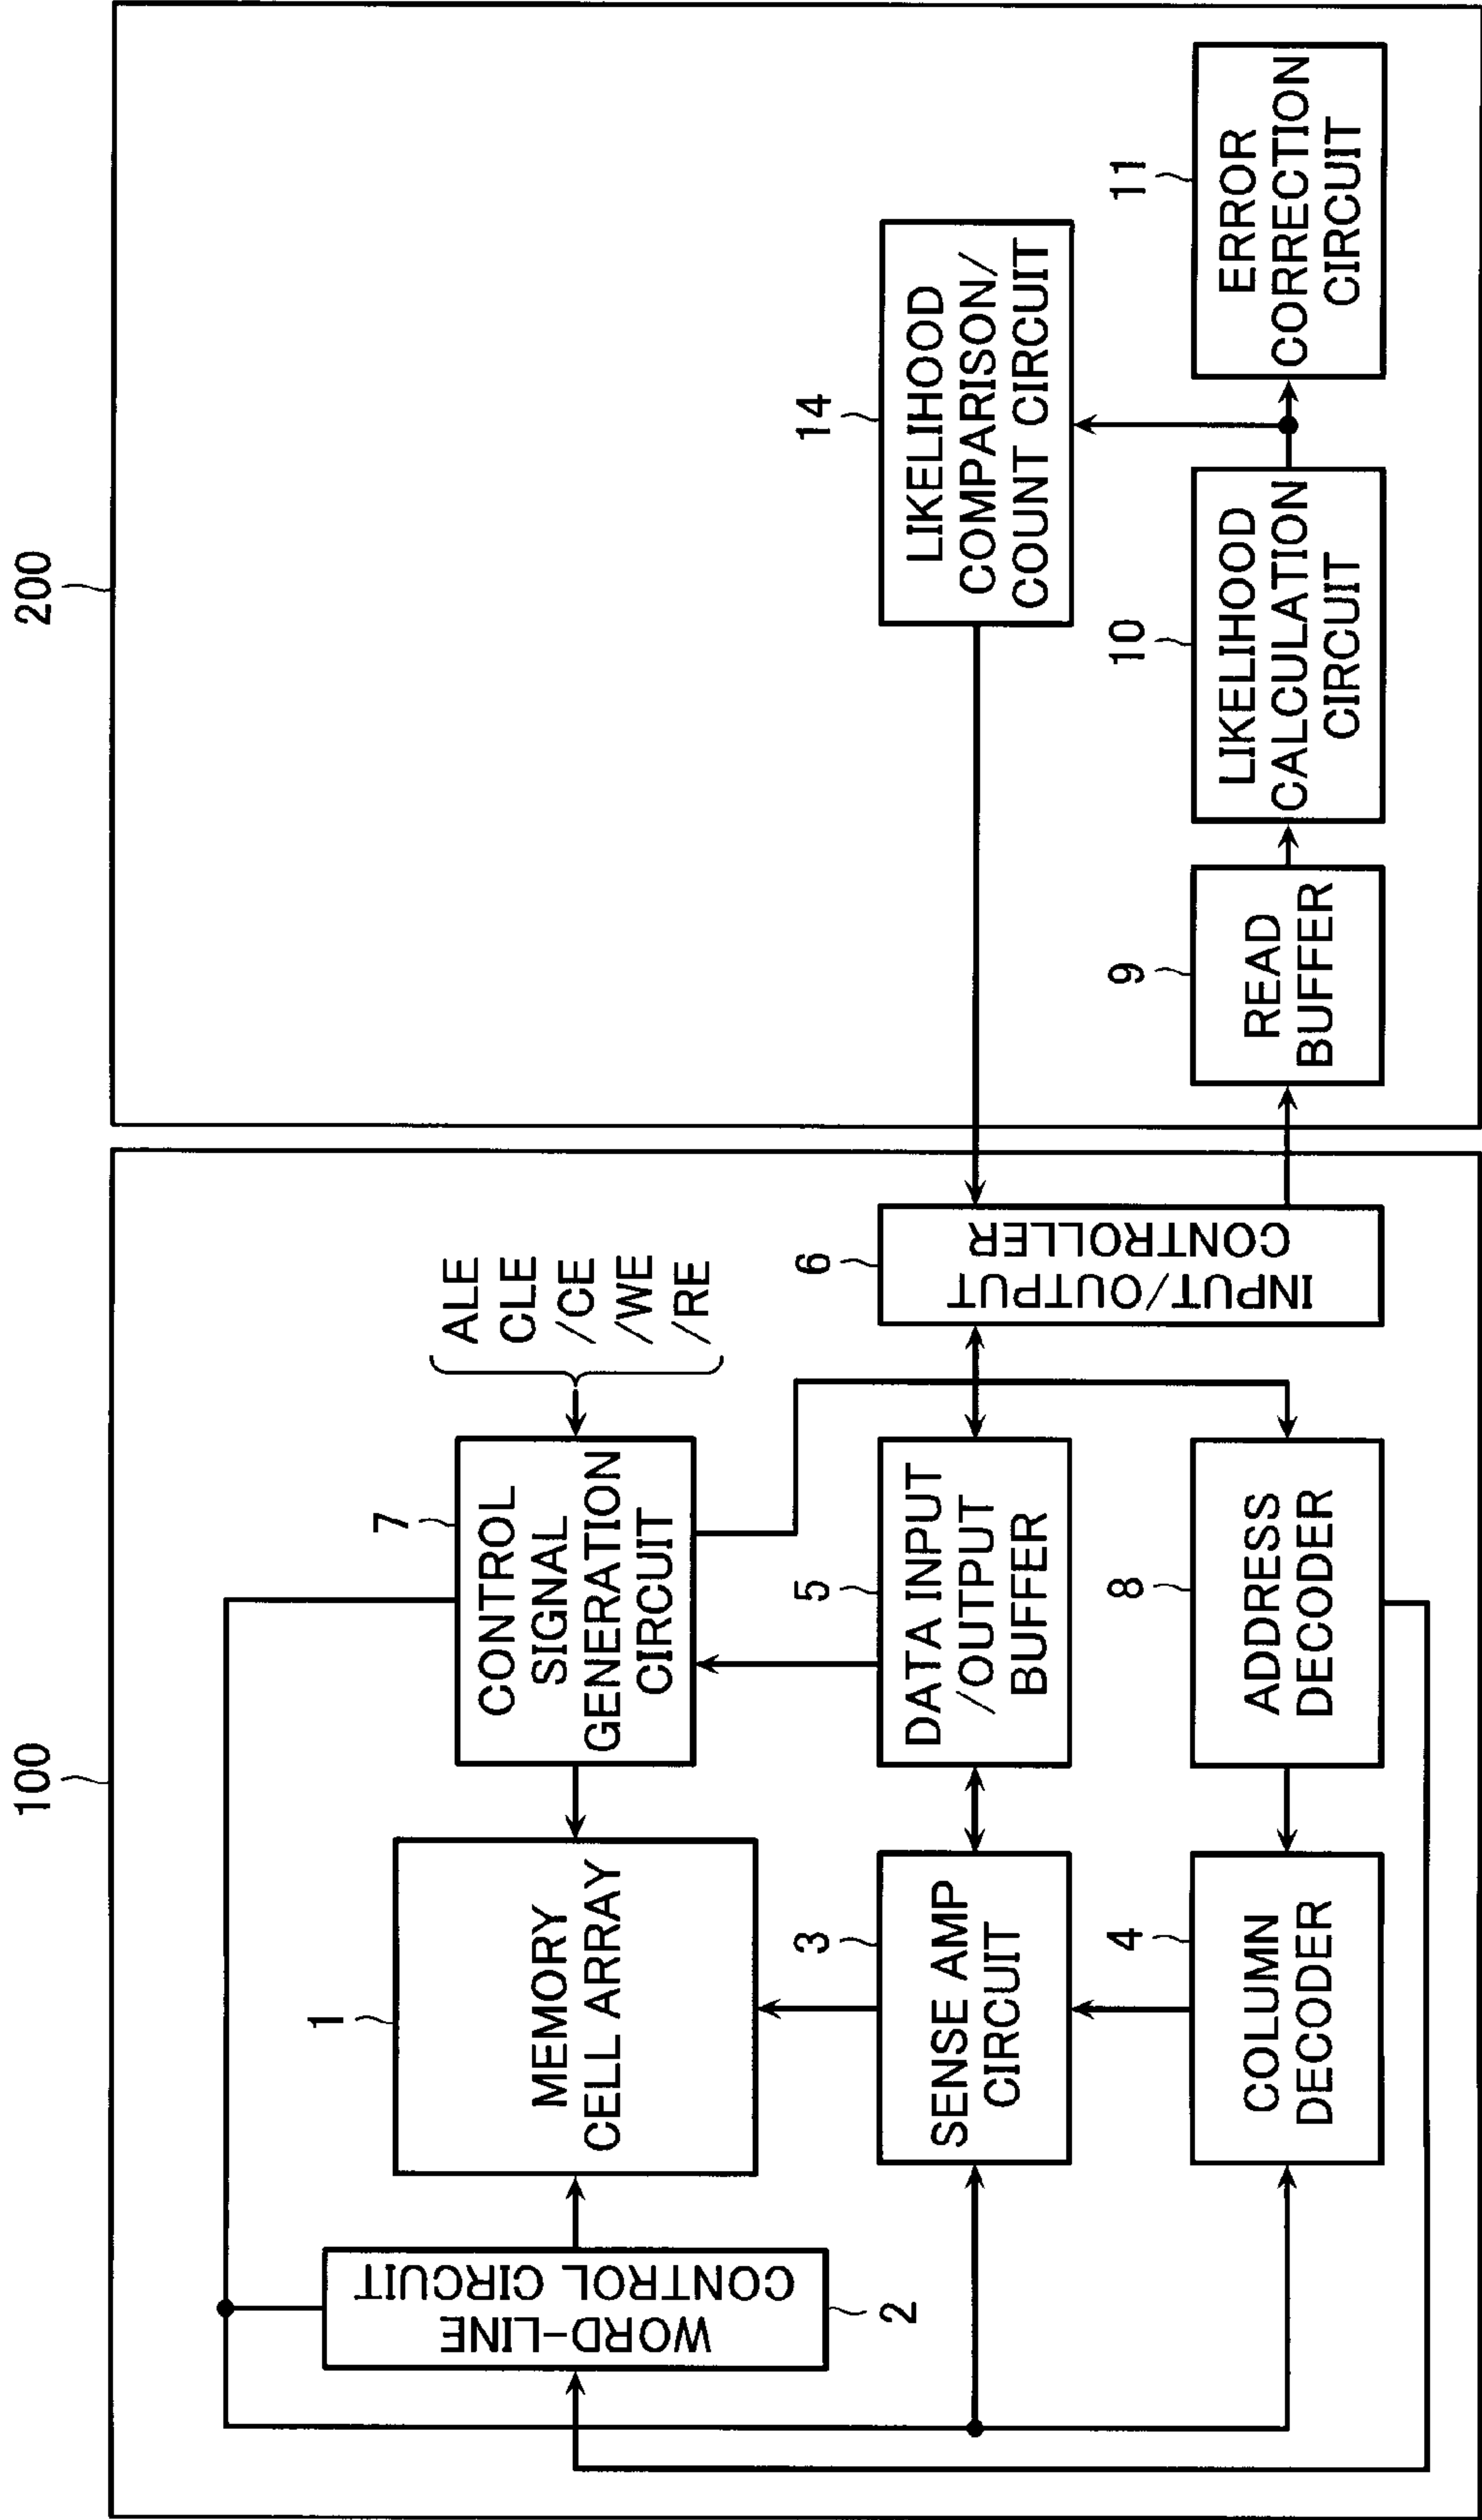 100
200
7
CONTROL
SIGNAL
GENERATION
CIRCUIT
ALE
CLE
/CE
/WE
/RE
1
MEMORY
CELL ARRAY
WORD-LINE
CONTROL CIRCUIT
2
3
SENSE AMP
CIRCUIT
5
DATA INPUT
/OUTPUT
BUFFER
6
INPUT/OUTPUT
CONTROLLER
14
LIKELIHOOD
COMPARISON/
COUNT CIRCUIT
4
COLUMN
DECODER
8
ADDRESS
DECODER
9
READ
BUFFER
10
LIKELIHOOD
CALCULATION
CIRCUIT
11
ERROR
CORRECTION
CIRCUIT